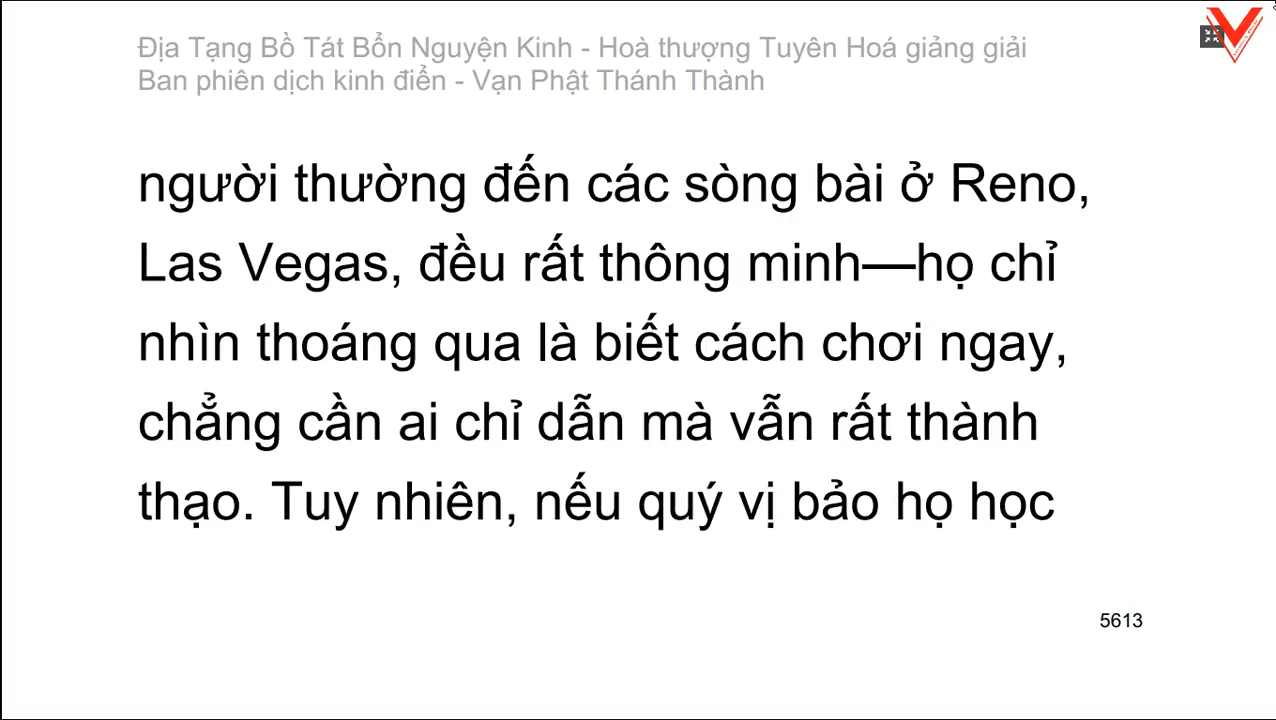 Địa Tạng Bồ Tát Bổn Nguyện Kinh - Hoà thượng Tuyên Hoá giảng giải
Ban phiên dịch kinh điển - Vạn Phật Thánh Thành
người thường đến các sòng bài ở Reno,
Las Vegas, đều rất thông minh—họ chỉ
nhìn thoáng qua là biết cách chơi ngay,
chẳng cần ai chỉ dẫn mà vẫn rất thành
thạo. Tuy nhiên, nếu quý vị bảo họ học
5613